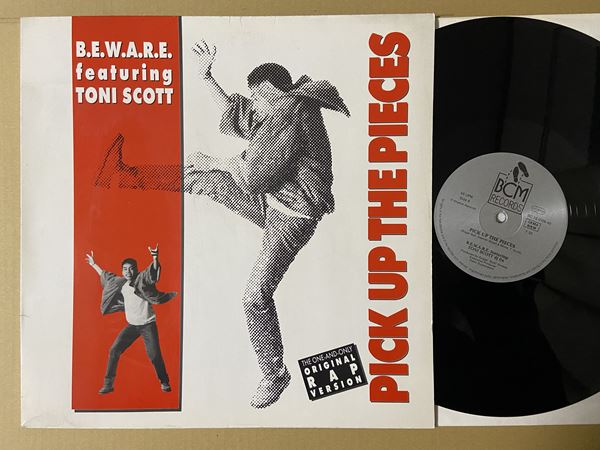 B.E.W.A.R.E.
featuring
TONI SCOTT
PICK UP THE PIECES
THE ONE-AND-ONLY
ORIGINAL
RAP
VERSION
BCM
RECORDS
PICK UP THE PIECES
B.E.W.A.R.E. featuring